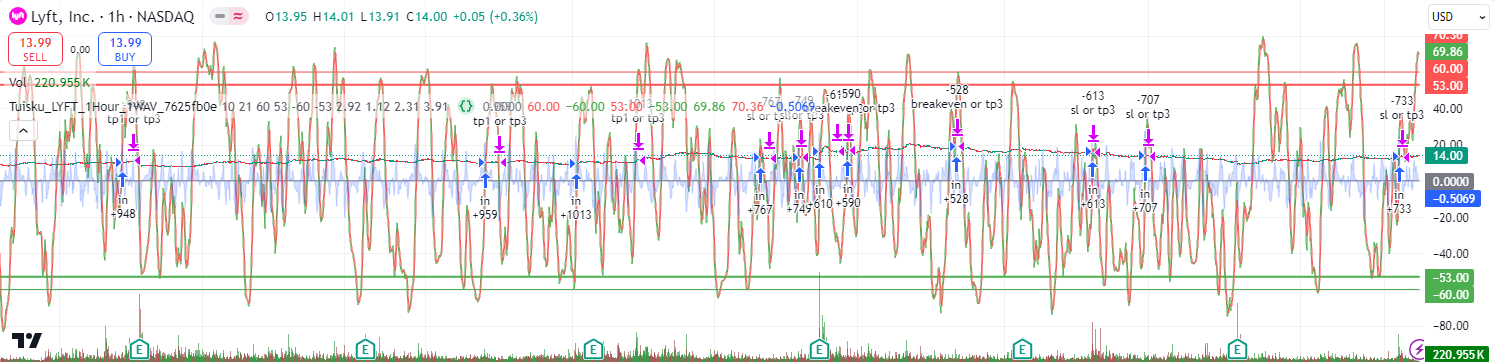 Lyft, Inc. · 1h · NASDAQ O13.95 H14.01 L13.91 C14.00 +0.05 (+0.36%)
USD
13.99
SELL
0.00
13.99
BUY
Vol 220.955K
Tuisku_LYFT_1Hour_1WAV_7625fb0e 10 21 60 53 -60 -53 2.92 1.12 2.31 3.91
60.00 −60.00 53.00 −53.00 69.86 70.36 −0.5069
tp1 or tp3
in
+948
tp1 or tp3
in
+959
in
+1013
tp1 or tp3
in
+767
in
+749
in
+610
in
+590
-528
breakeven or tp3
in
+528
-613
sl or tp3
in
+613
-707
sl or tp3
in
+707
-733
sl or tp3
in
+733
70.36
69.86
60.00
53.00
40.00
20.00
14.00
0.0000
−0.5069
−20.00
−40.00
−53.00
−60.00
−80.00
220.955K
E
E
E
E
E
E